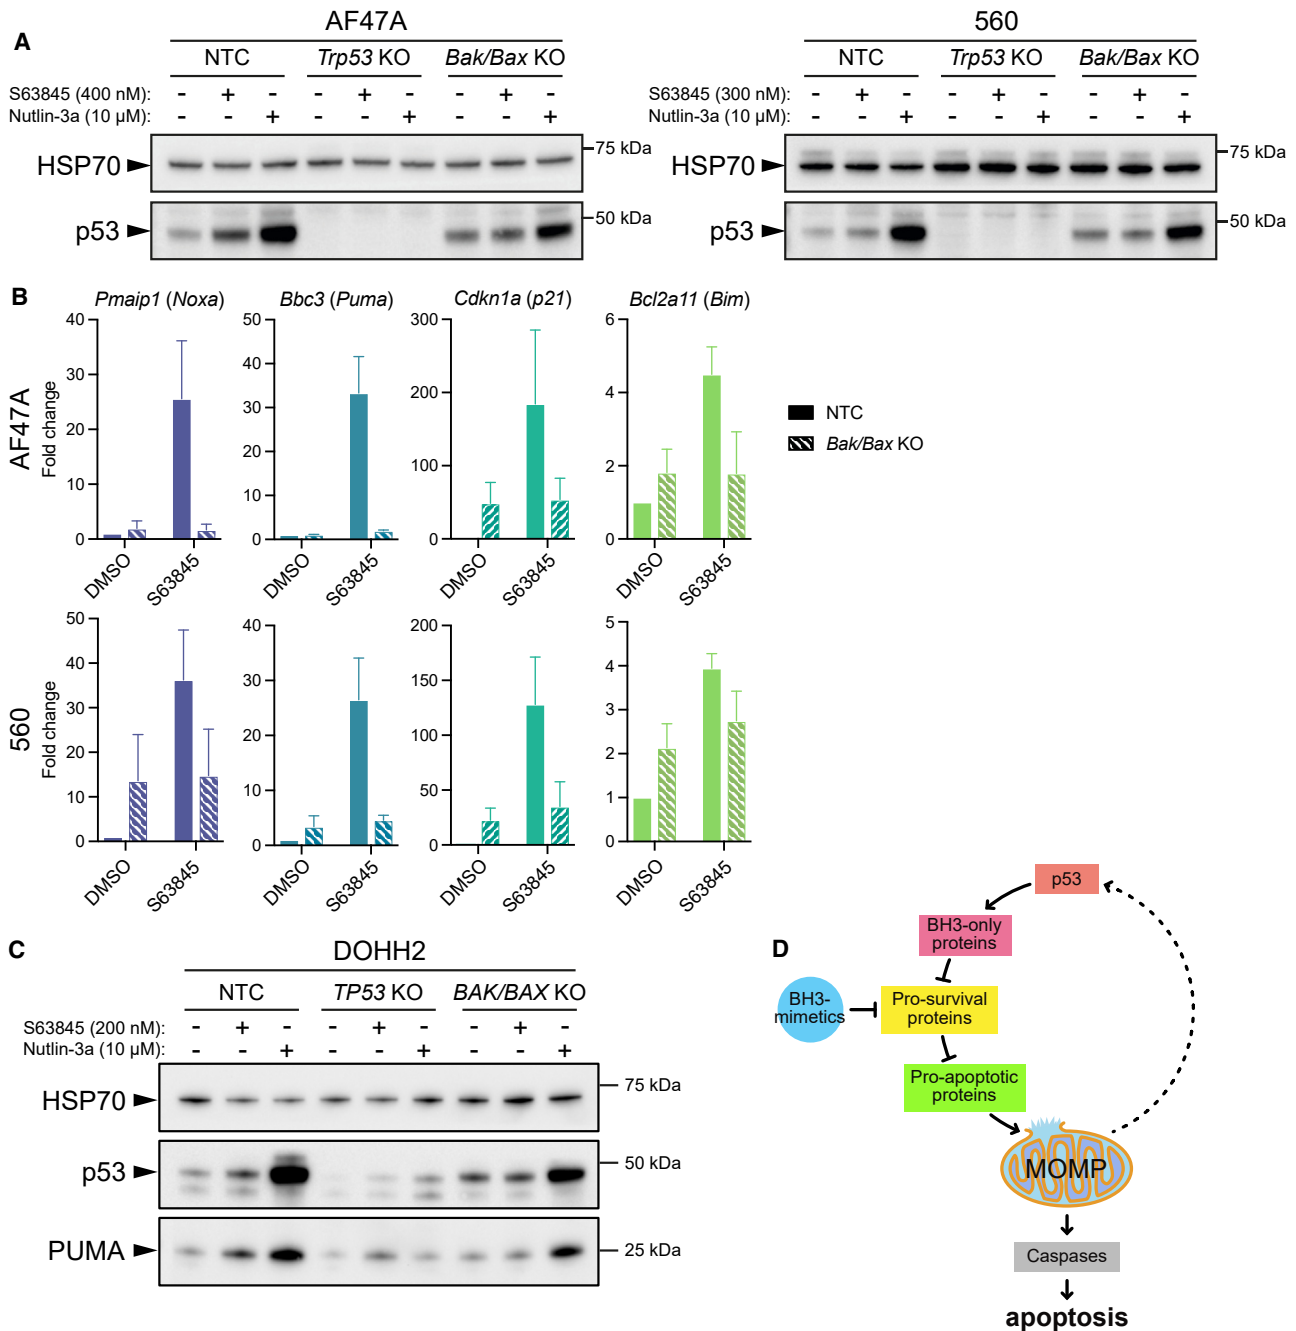 A
AF47A
NTC Trp53 KO Bak/Bax KO
S63845 (400 nM): - + - - + - - + -
Nutlin-3a (10 µM): - - + - - + - - +
HSP70
75 kDa
p53
50 kDa
560
NTC Trp53 KO Bak/Bax KO
S63845 (300 nM): - + - - + - - + -
Nutlin-3a (10 µM): - - + - - + - - +
HSP70
75 kDa
p53
50 kDa
B
AF47A
Fold change
Pmaip1 (Noxa)
40
30
20
10
0
DMSO
S63845
Bbc3 (Puma)
50
40
30
20
10
0
DMSO
S63845
Cdkn1a (p21)
300
200
100
0
DMSO
S63845
Bcl2a11 (Bim)
6
4
2
0
DMSO
S63845
NTC
Bak/Bax KO
560
Fold change
50
40
30
20
10
0
DMSO
S63845
40
30
20
10
0
DMSO
S63845
200
150
100
50
0
DMSO
S63845
5
4
3
2
1
0
DMSO
S63845
C
DOHH2
NTC TP53 KO BAK/BAX KO
S63845 (200 nM): - + - - + - - + -
Nutlin-3a (10 µM): - - + - - + - - +
HSP70
75 kDa
p53
50 kDa
PUMA
25 kDa
D
p53
BH3-only
proteins
BH3-
mimetics
Pro-survival
proteins
Pro-apoptotic
proteins
MOMP
Caspases
apoptosis